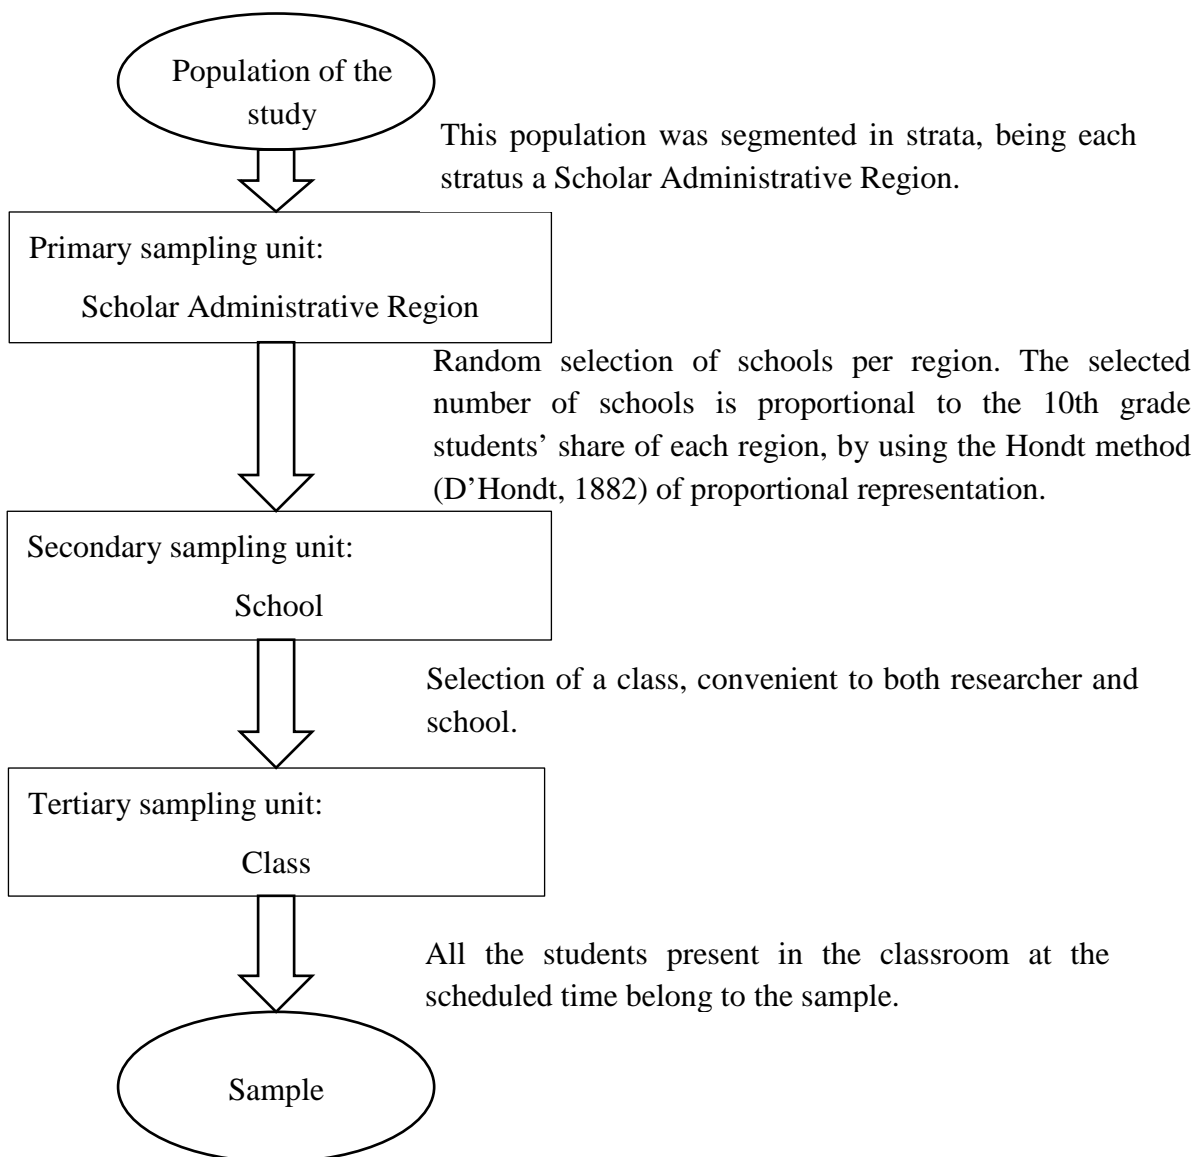 Population of the
study
This population was segmented in strata, being each
stratus a Scholar Administrative Region.
Primary sampling unit:
Scholar Administrative Region
Random selection of schools per region. The selected
number of schools is proportional to the 10th grade
students’ share of each region, by using the Hondt method
(D’Hondt, 1882) of proportional representation.
Secondary sampling unit:
School
Selection of a class, convenient to both researcher and
school.
Tertiary sampling unit:
Class
All the students present in the classroom at the
scheduled time belong to the sample.
Sample